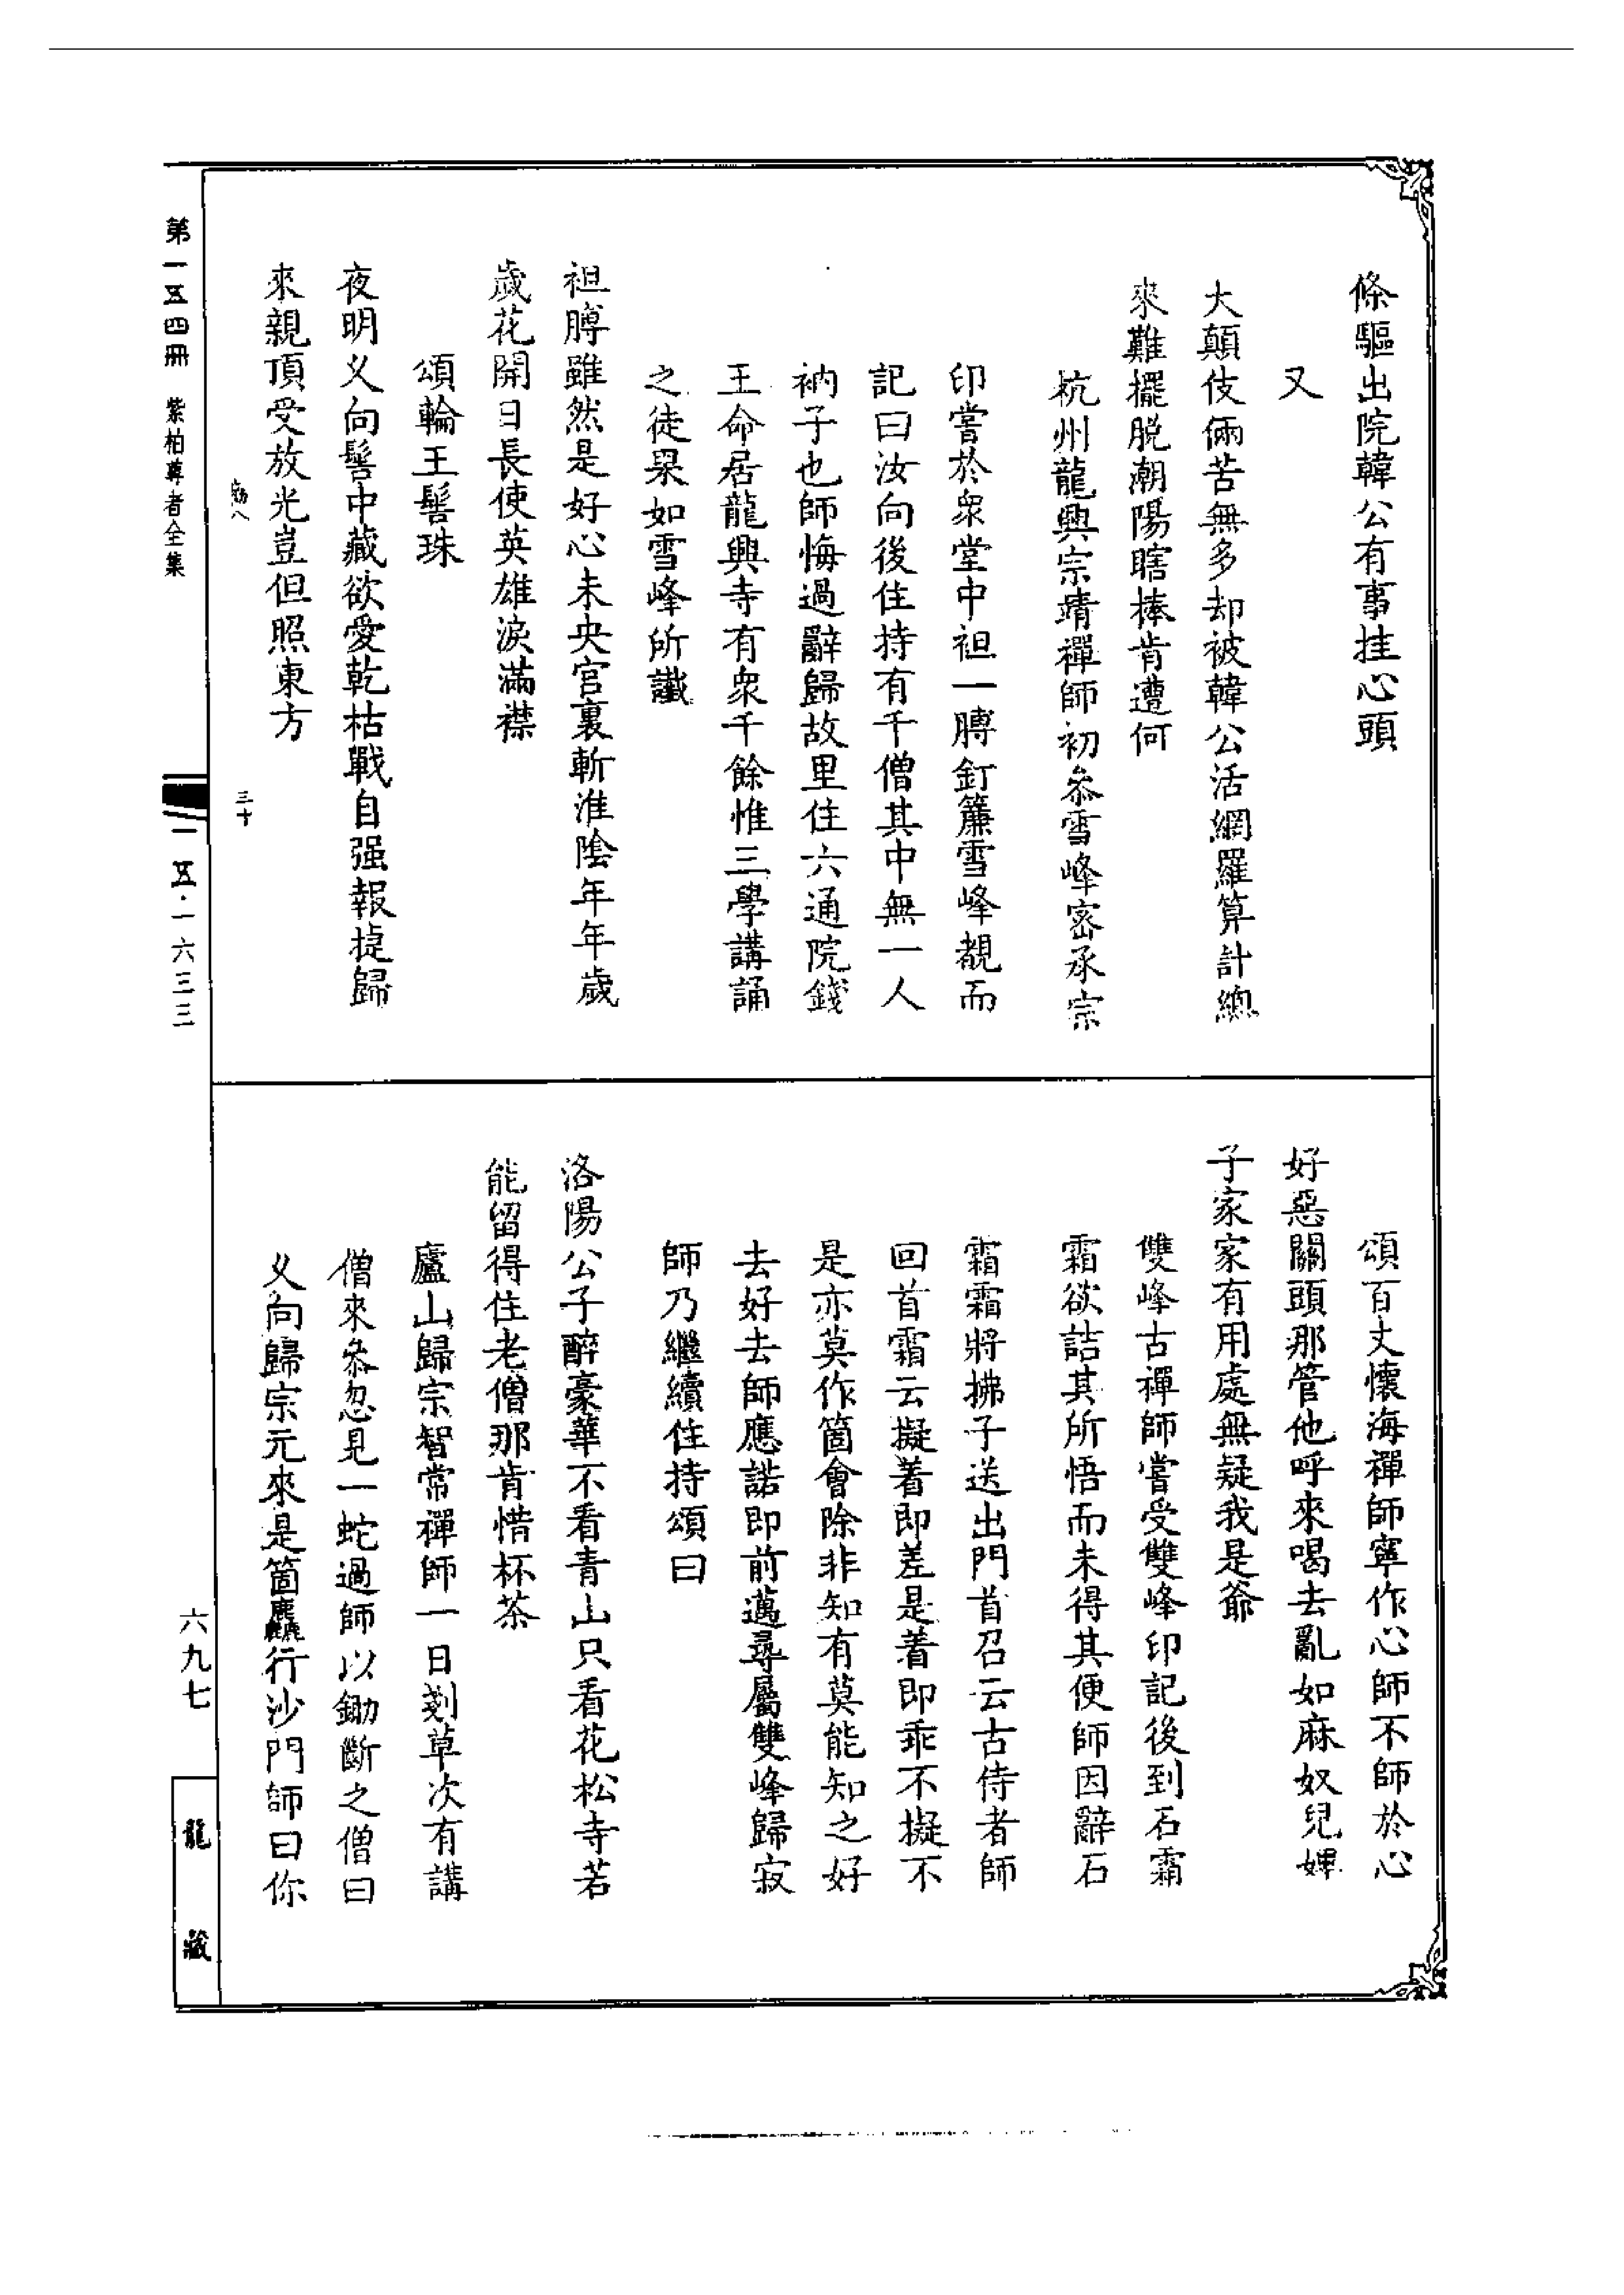 條驅出院韓公有事挂心頭
又
大顛伎倆苦無多却被韓公活網羅算計總
來難擺脫潮陽瞎棒肯遭何
杭州龍興宗靖禪師初叅雪峰密承宗
印嘗於衆堂中袒一膊釘簾雪峰覩而
記曰汝向後住持有千僧其中無一人
衲子也師悔過辭歸故里住六通院錢
王命居龍興寺有衆千餘惟三學講誦
之徒果如雪峰所讖
袒膊雖然是好心未央宮裏斬淮陰年年歲
歲花開日長使英雄淚滿襟
頌輪王髻珠
夜明乂向髻中藏欲愛乾枯戰自强報捷歸
來親頂受放光豈但照東方
三十
第一五四冊 紫柏尊者全集
一五·一六三三
頌百丈懷海禪師寧作心師不師於心
好惡關頭那管他呼來喝去亂如麻奴兒婢
子家家有用處無疑我是爺
雙峰古禪師嘗受雙峰印記後到石霜
霜欲詰其所悟而未得其便師因辭石
霜霜將拂子送出門首召云古侍者師
回首霜云擬着即差是着即乖不擬不
是亦莫作箇會除非知有莫能知之好
去好去師應諾即前邁尋屬雙峰歸寂
師乃繼續住持頌曰
洛陽公子醉豪華不看青山只看花松寺若
能留得住老僧那肯惜杯茶
廬山歸宗智常禪師一日剗草次有講
僧來叅忽見一蛇過師以鋤斷之僧曰
乂向歸宗元來是箇麤行沙門師曰你
六九七
龍藏